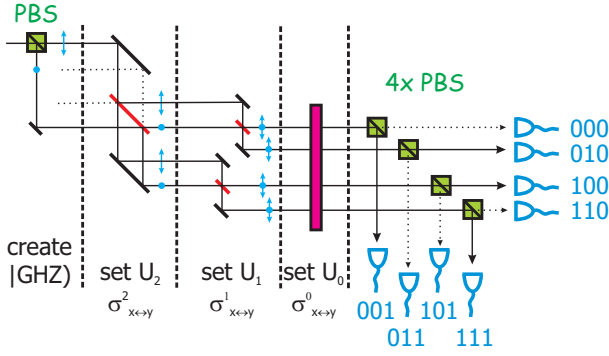 PBS
4x PBS
000
010
100
110
create
|GHZ⟩
set U₂
σ²ₓ↔ᵧ
set U₁
σ¹ₓ↔ᵧ
set U₀
σ⁰ₓ↔ᵧ
001
101
011
111